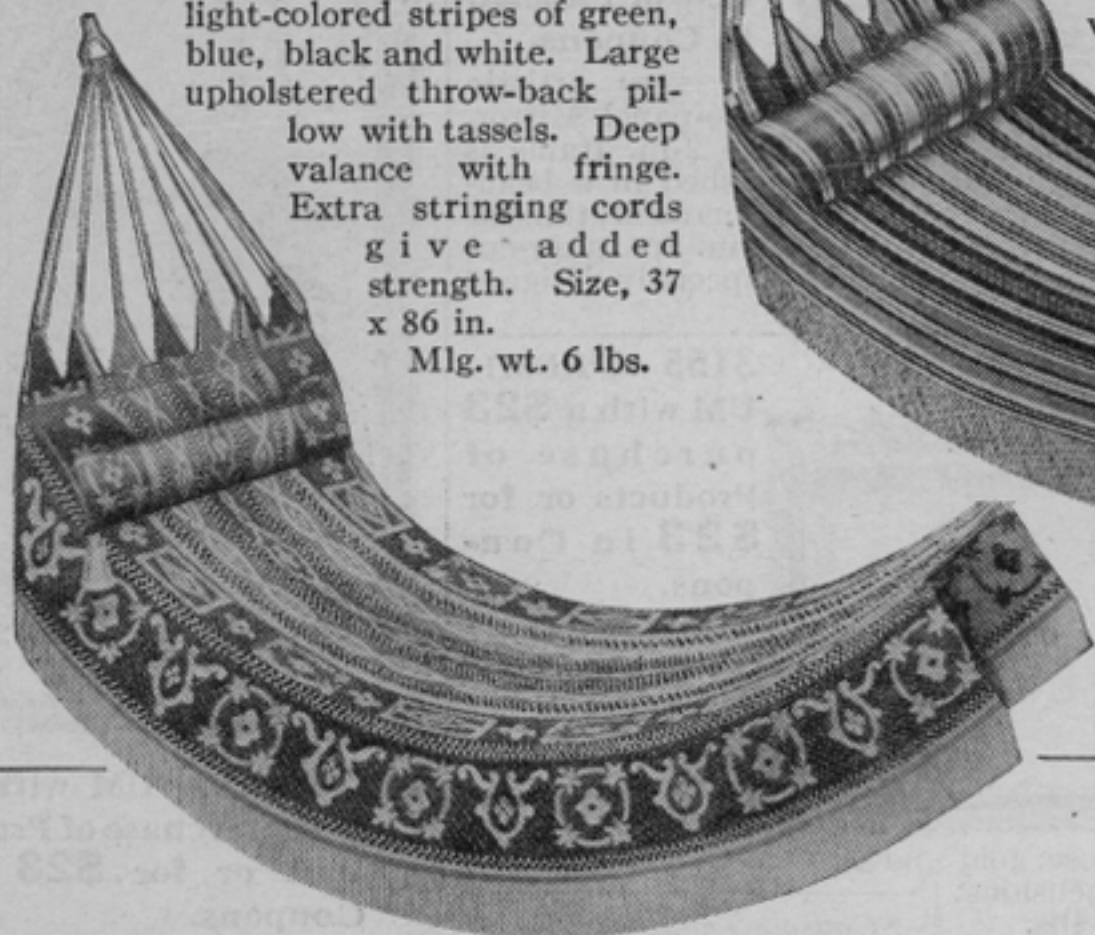 light-colored stripes of green,
blue, black and white. Large
upholstered throw-back pil-
low with tassels. Deep
valance with fringe.
Extra stringing cords
give added
strength. Size, 37
x 86 in.
Mlg. wt. 6 lbs.